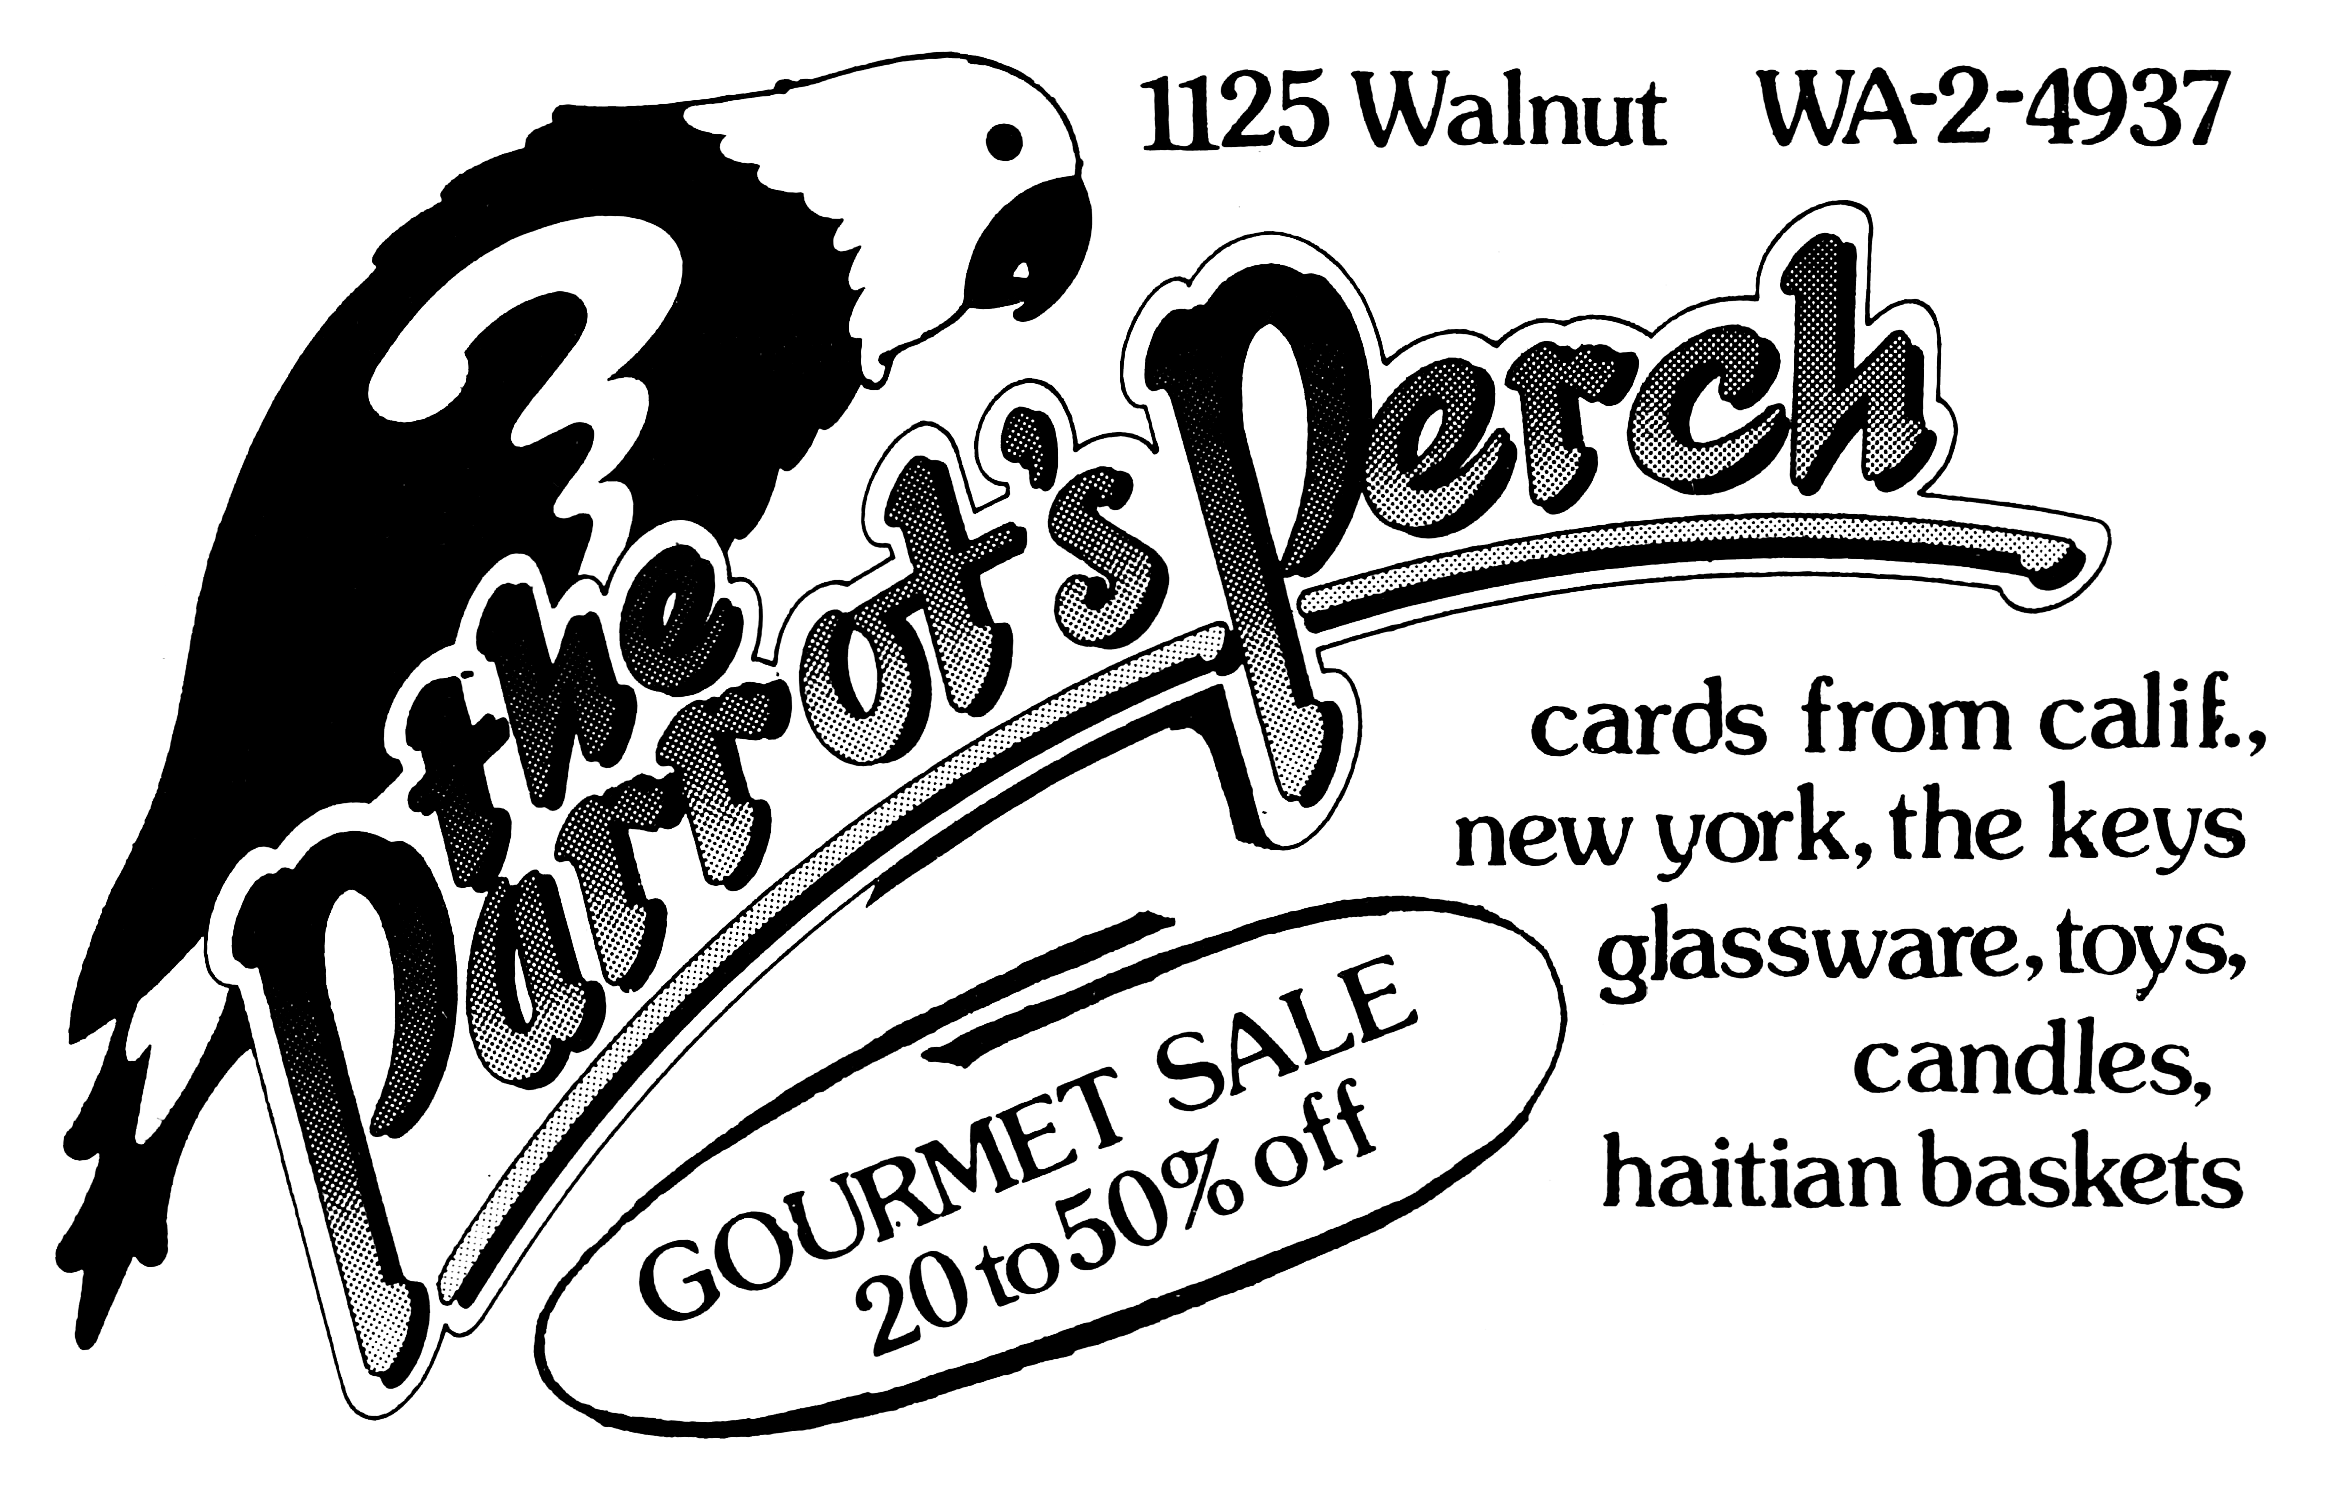 1125 Walnut WA-2-4937
the
Parrot's Perch
cards from calif.,
new york, the keys
glassware, toys,
candles,
haitian baskets
GOURMET SALE
20 to 50% off